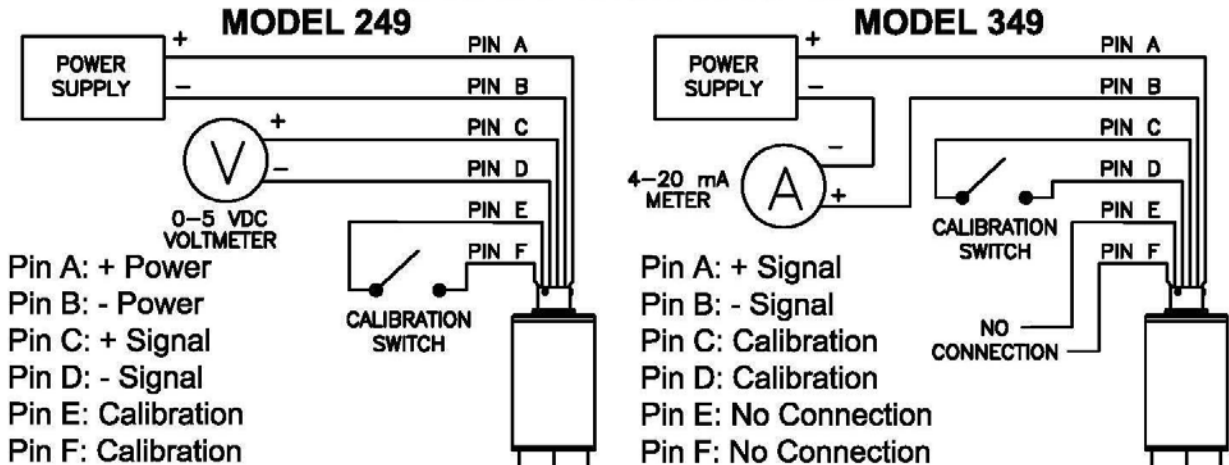 MODEL 249
POWER
SUPPLY
+
−
PIN A
PIN B
PIN C
PIN D
PIN E
PIN F
+
V
−
0−5 VDC
VOLTMETER
CALIBRATION
SWITCH
Pin A: + Power
Pin B: - Power
Pin C: + Signal
Pin D: - Signal
Pin E: Calibration
Pin F: Calibration
MODEL 349
POWER
SUPPLY
+
−
PIN A
PIN B
PIN C
PIN D
PIN E
PIN F
−
4−20 mA
METER
A
+
CALIBRATION
SWITCH
NO
CONNECTION
Pin A: + Signal
Pin B: - Signal
Pin C: Calibration
Pin D: Calibration
Pin E: No Connection
Pin F: No Connection